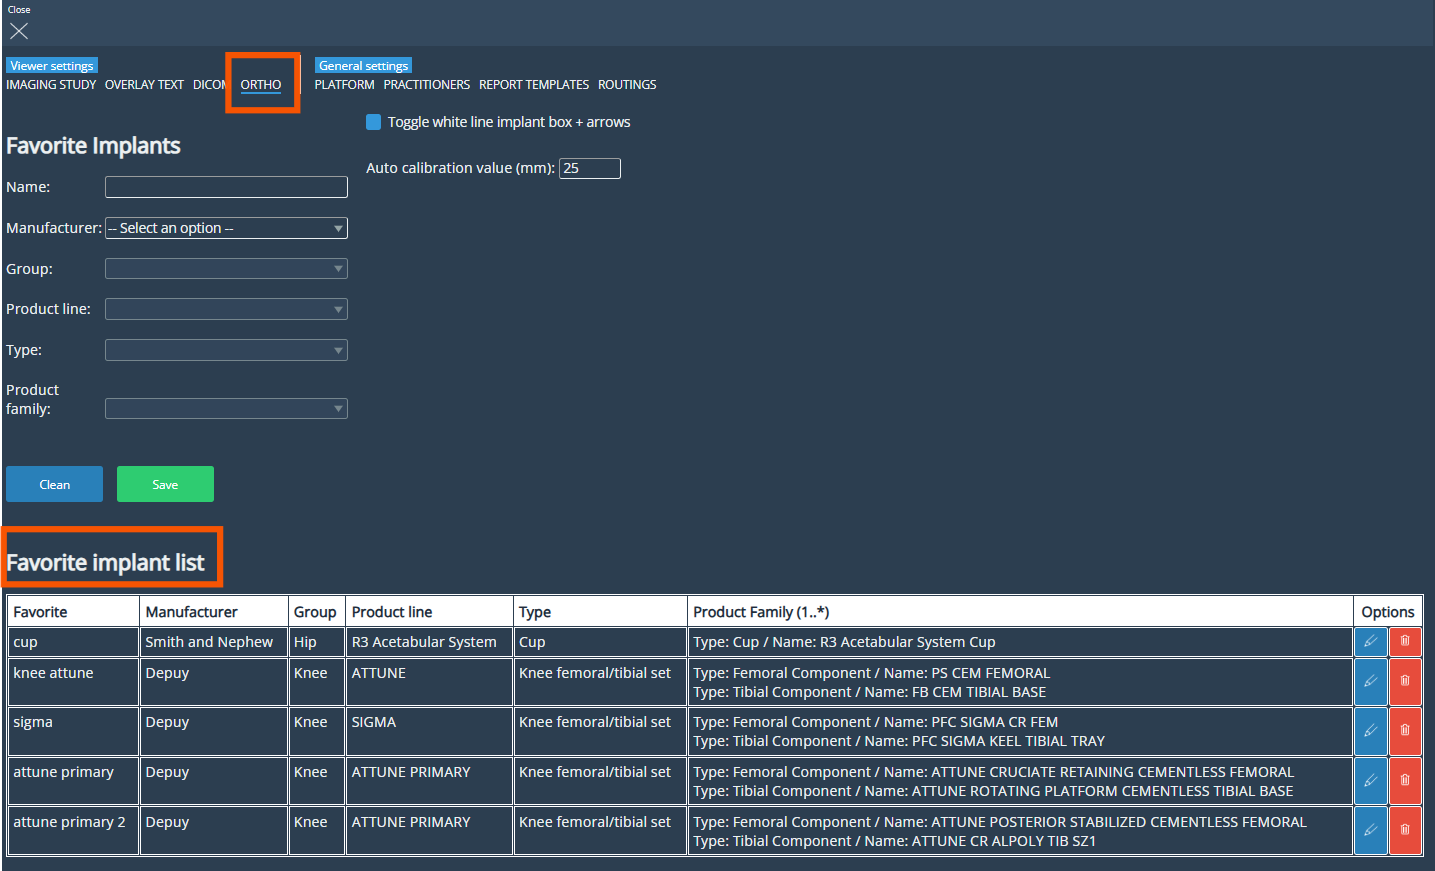 Close
Viewer settings General settings
IMAGING STUDY OVERLAY TEXT DICOM ORTHO PLATFORM PRACTITIONERS REPORT TEMPLATES ROUTINGS
Toggle white line implant box + arrows
Favorite Implants
Auto calibration value (mm): 25
Name:
Manufacturer: -- Select an option --
Group:
Product line:
Type:
Product
family:
Clean Save
Favorite implant list
Favorite Manufacturer Group Product line Type Product Family (1..*) Options
cup Smith and Nephew Hip R3 Acetabular System Cup Type: Cup / Name: R3 Acetabular System Cup
knee attune Depuy Knee ATTUNE Knee femoral/tibial set Type: Femoral Component / Name: PS CEM FEMORAL
Type: Tibial Component / Name: FB CEM TIBIAL BASE
sigma Depuy Knee SIGMA Knee femoral/tibial set Type: Femoral Component / Name: PFC SIGMA CR FEM
Type: Tibial Component / Name: PFC SIGMA KEEL TIBIAL TRAY
attune primary Depuy Knee ATTUNE PRIMARY Knee femoral/tibial set Type: Femoral Component / Name: ATTUNE CRUCIATE RETAINING CEMENTLESS FEMORAL
Type: Tibial Component / Name: ATTUNE ROTATING PLATFORM CEMENTLESS TIBIAL BASE
attune primary 2 Depuy Knee ATTUNE PRIMARY Knee femoral/tibial set Type: Femoral Component / Name: ATTUNE POSTERIOR STABILIZED CEMENTLESS FEMORAL
Type: Tibial Component / Name: ATTUNE CR ALPOLY TIB SZ1